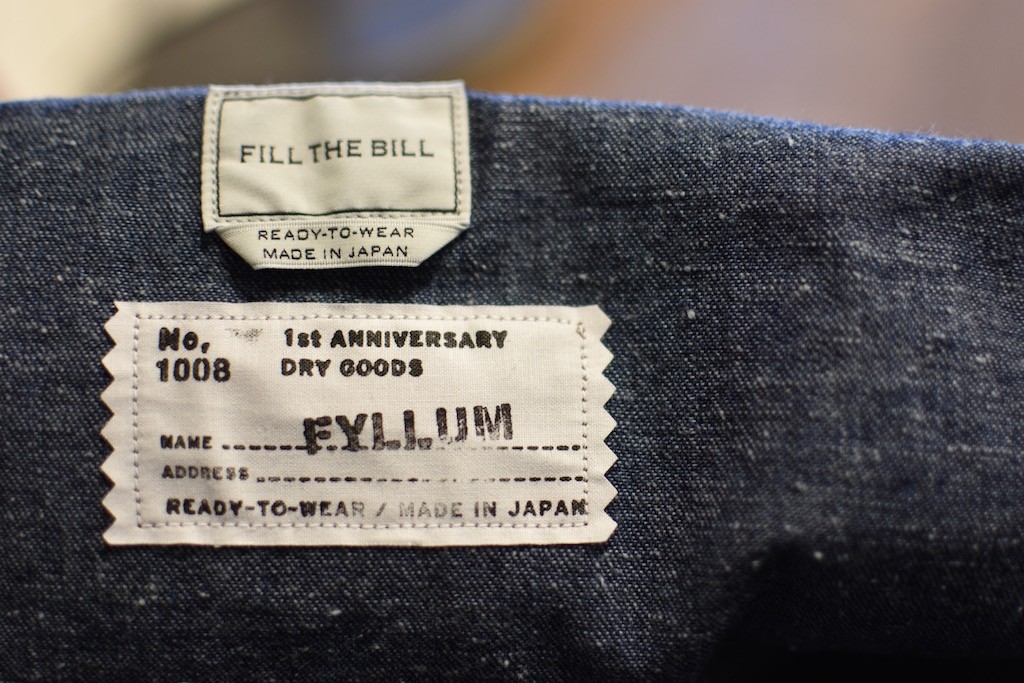 FILL THE BILL
READY-TO-WEAR
MADE IN JAPAN
No, 1st ANNIVERSARY
1008 DRY GOODS
NAME FYLLUM
ADDRESS
READY-TO-WEAR / MADE IN JAPAN